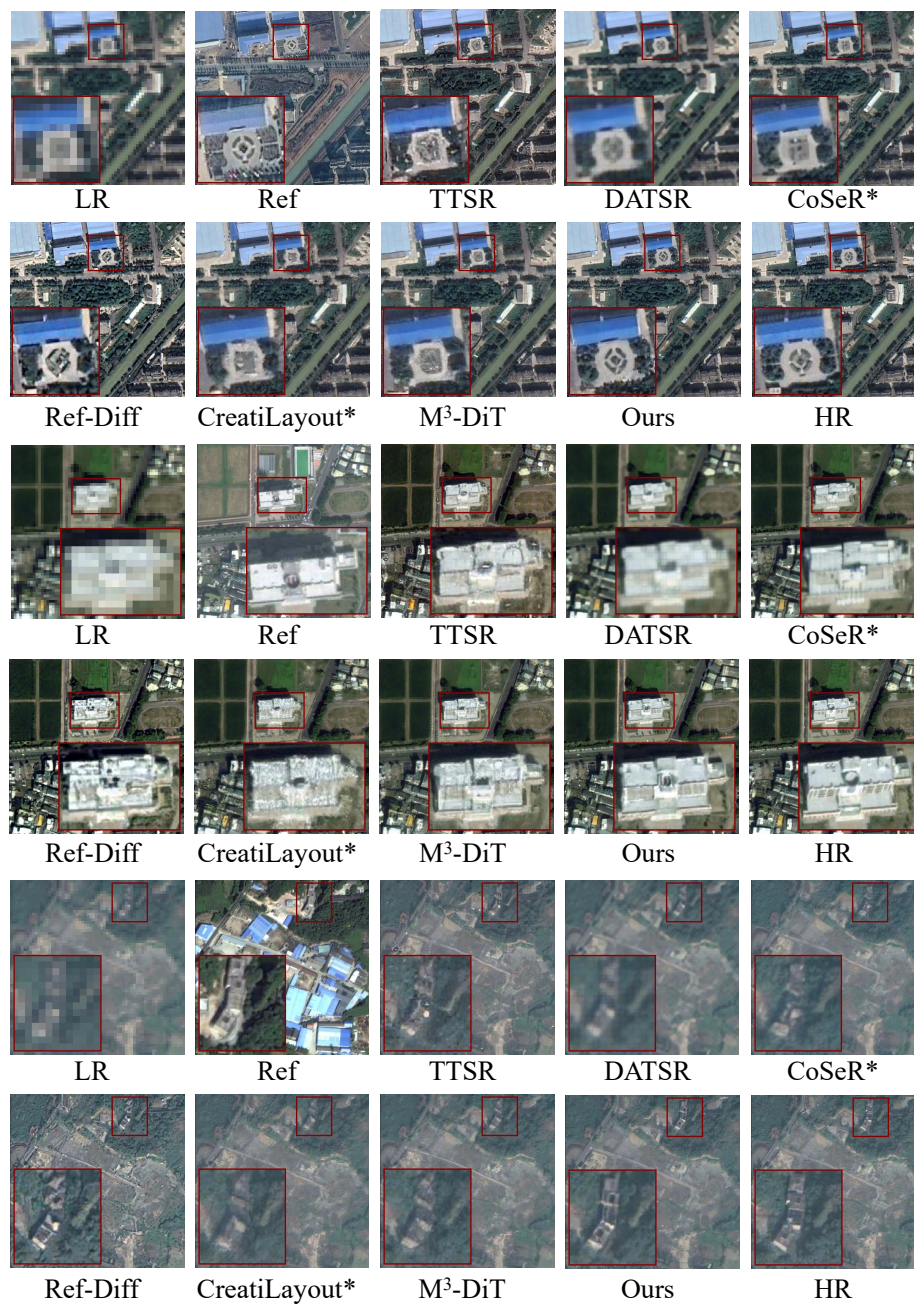 LR Ref TTSR DATSR CoSeR*
Ref-Diff CreatiLayout* M³-DiT Ours HR
LR Ref TTSR DATSR CoSeR*
Ref-Diff CreatiLayout* M³-DiT Ours HR
LR Ref TTSR DATSR CoSeR*
Ref-Diff CreatiLayout* M³-DiT Ours HR